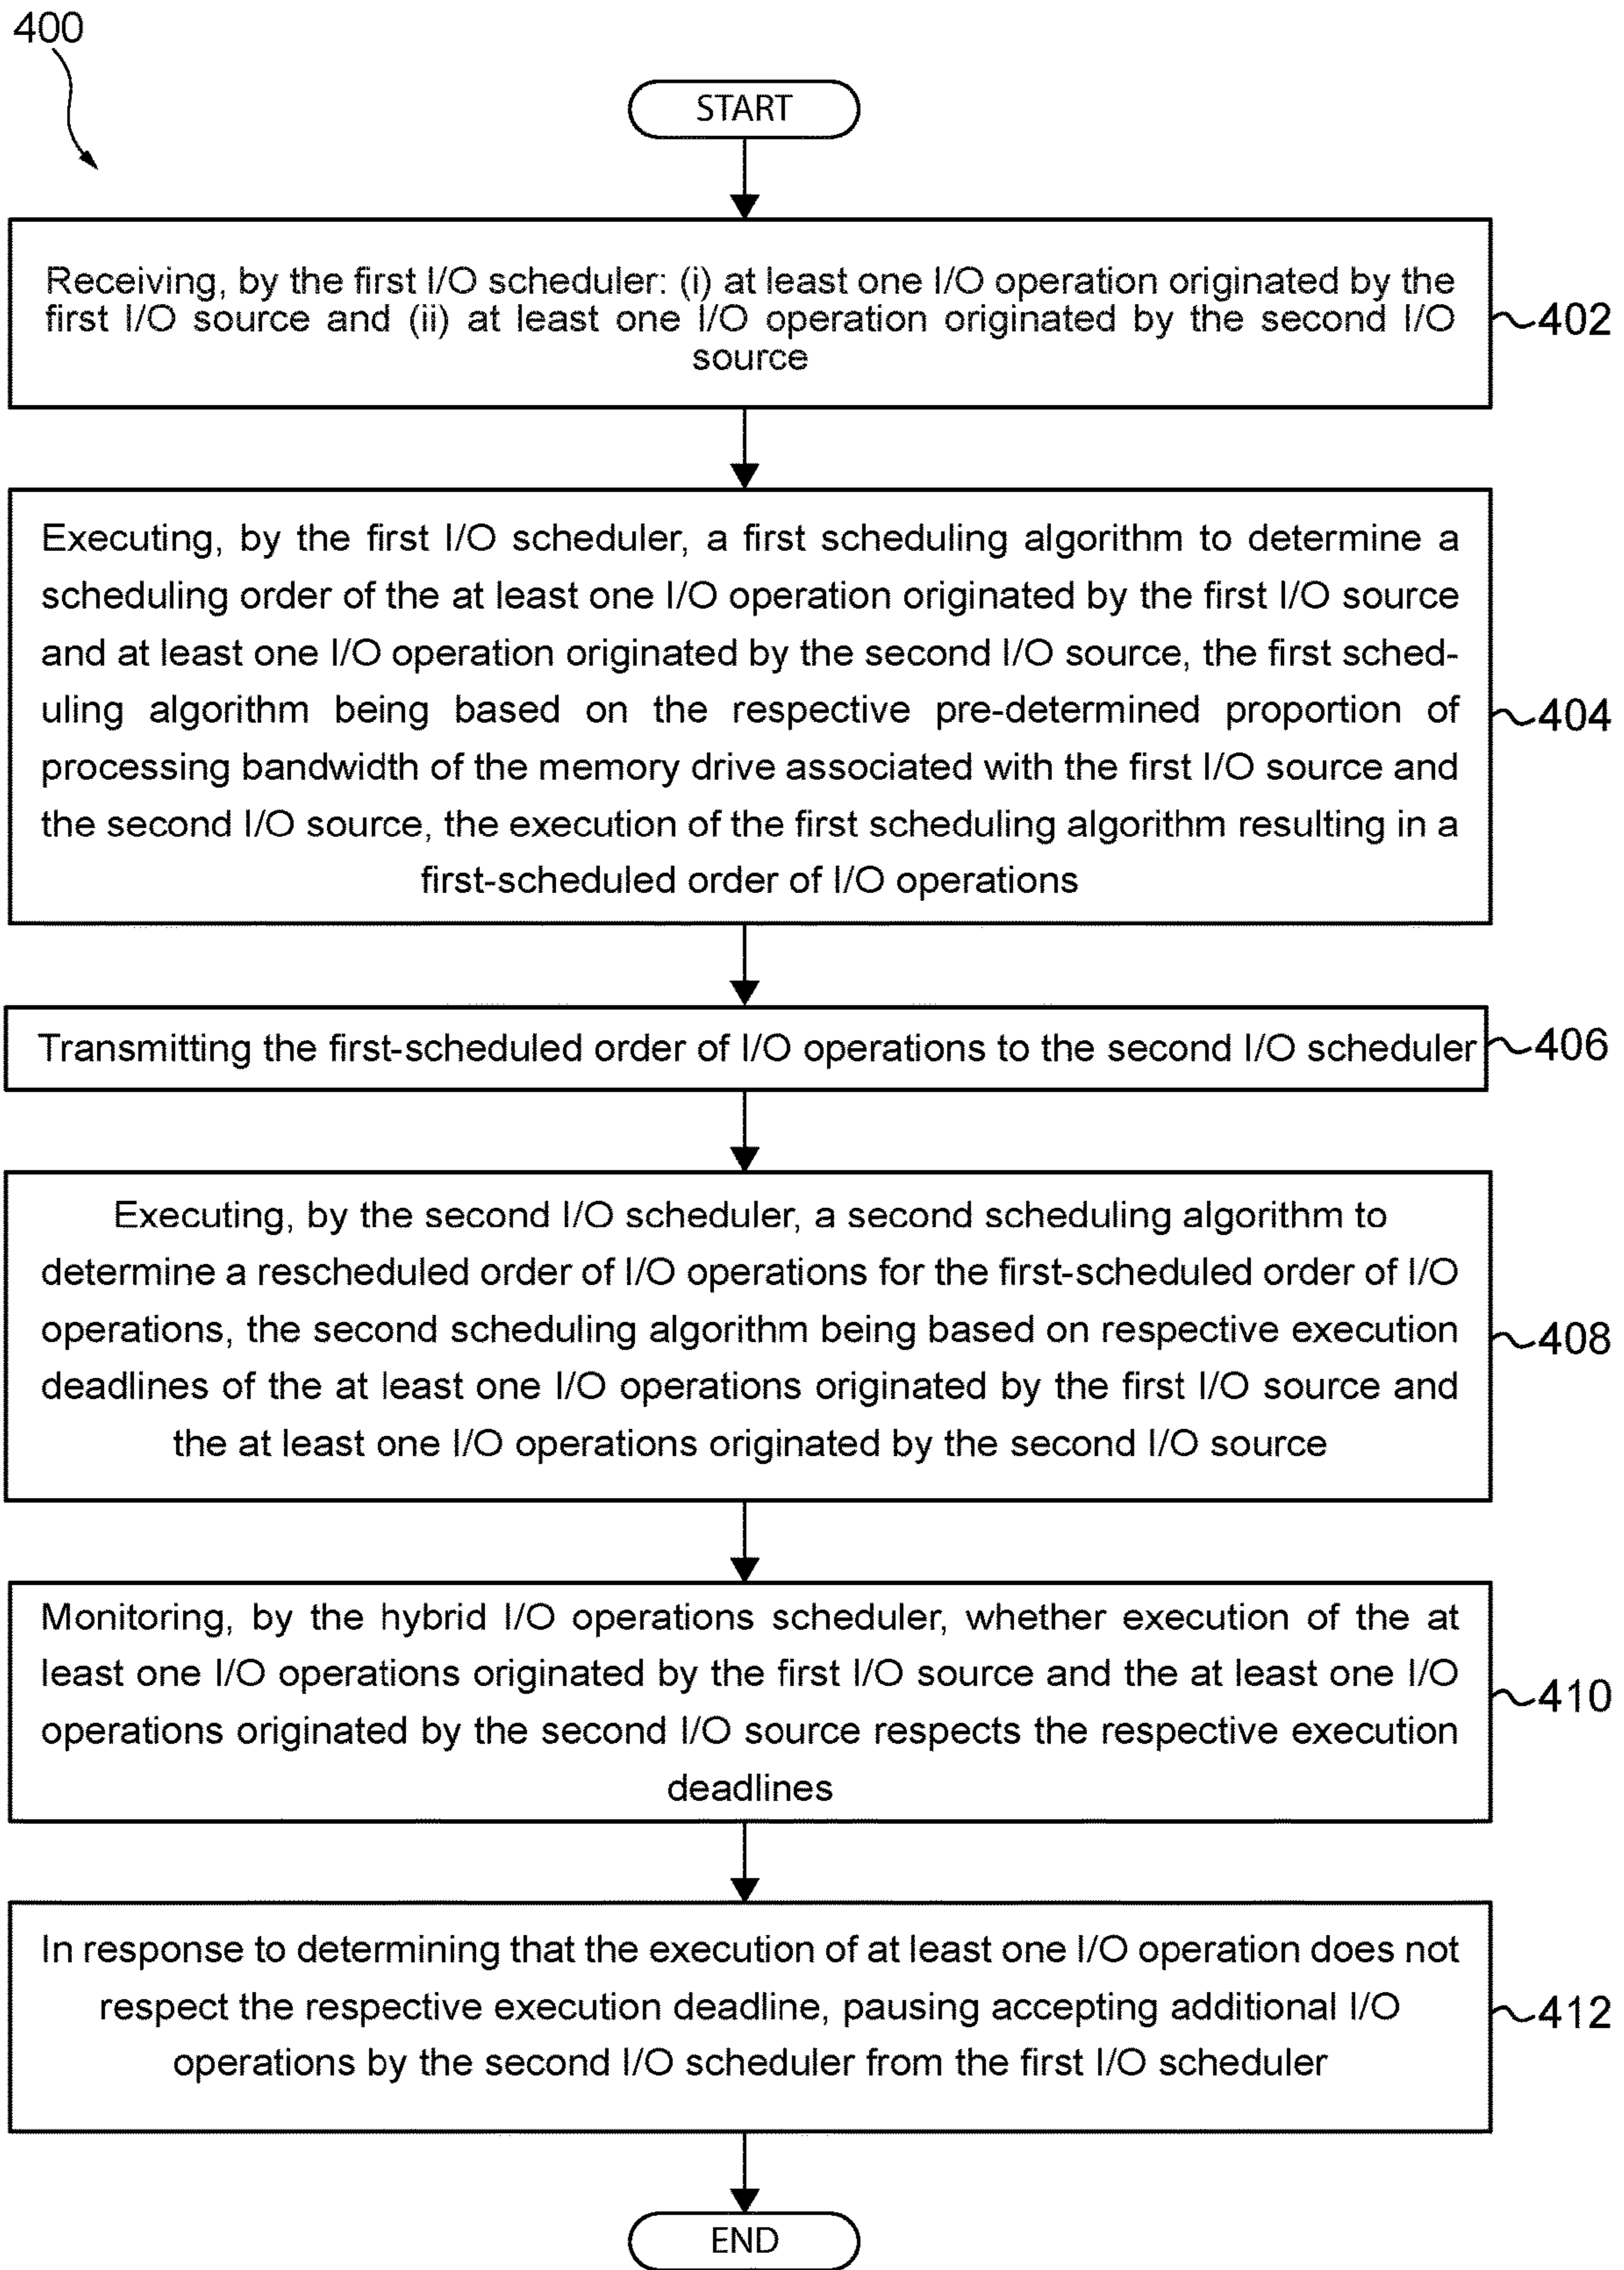 400
START
Receiving, by the first I/O scheduler: (i) at least one I/O operation originated by the
first I/O source and (ii) at least one I/O operation originated by the second I/O
source
402
Executing, by the first I/O scheduler, a first scheduling algorithm to determine a
scheduling order of the at least one I/O operation originated by the first I/O source
and at least one I/O operation originated by the second I/O source, the first sched-
uling algorithm being based on the respective pre-determined proportion of
processing bandwidth of the memory drive associated with the first I/O source and
the second I/O source, the execution of the first scheduling algorithm resulting in a
first-scheduled order of I/O operations
404
Transmitting the first-scheduled order of I/O operations to the second I/O scheduler
406
Executing, by the second I/O scheduler, a second scheduling algorithm to
determine a rescheduled order of I/O operations for the first-scheduled order of I/O
operations, the second scheduling algorithm being based on respective execution
deadlines of the at least one I/O operations originated by the first I/O source and
the at least one I/O operations originated by the second I/O source
408
Monitoring, by the hybrid I/O operations scheduler, whether execution of the at
least one I/O operations originated by the first I/O source and the at least one I/O
operations originated by the second I/O source respects the respective execution
deadlines
410
In response to determining that the execution of at least one I/O operation does not
respect the respective execution deadline, pausing accepting additional I/O
operations by the second I/O scheduler from the first I/O scheduler
412
END